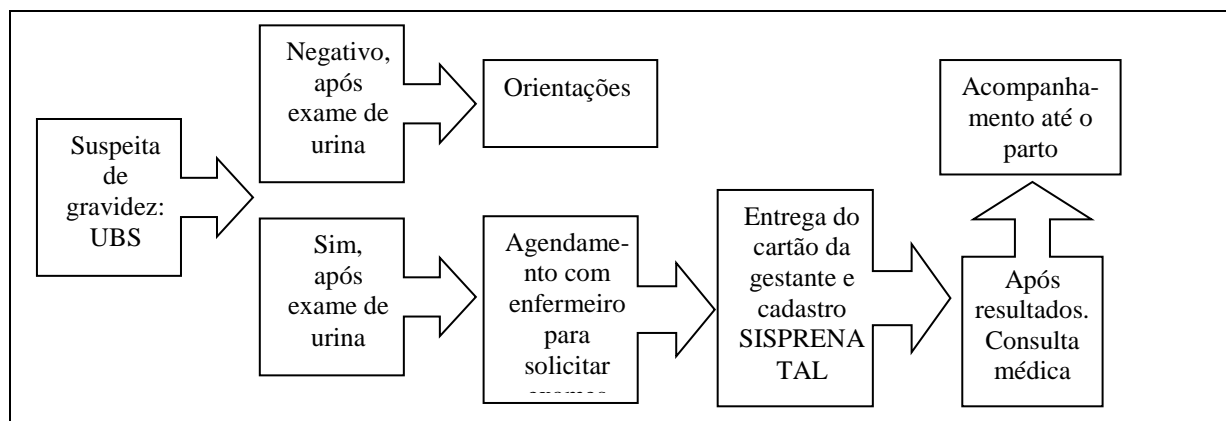 Suspeita
de
gravidez:
UBS
Negativo,
após
exame de
urina
Orientações
Sim,
após
exame de
urina
Agendame-
nto com
enfermeiro
para
solicitar
Entrega do
cartão da
gestante e
cadastro
SISPRENA
TAL
Após
resultados.
Consulta
médica
Acompanha-
mento até o
parto